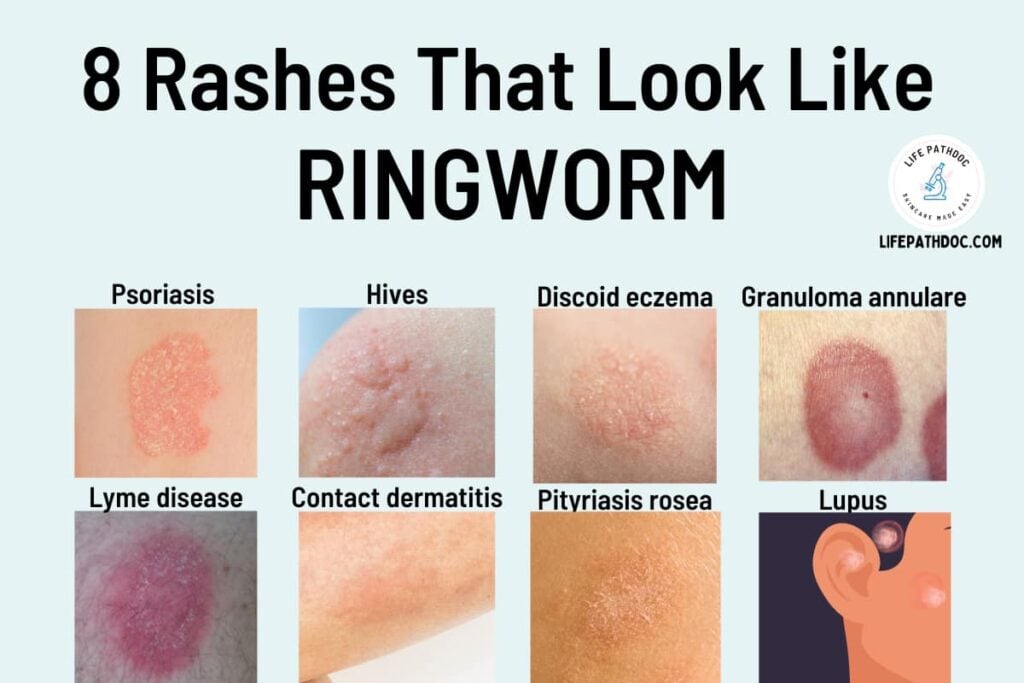 8 Rashes That Look Like
RINGWORM
LIFE PATHDOC
SKINCARE MADE EASY
LIFEPATHDOC.COM
Psoriasis
Hives
Discoid eczema
Granuloma annulare
Lyme disease
Contact dermatitis
Pityriasis rosea
Lupus